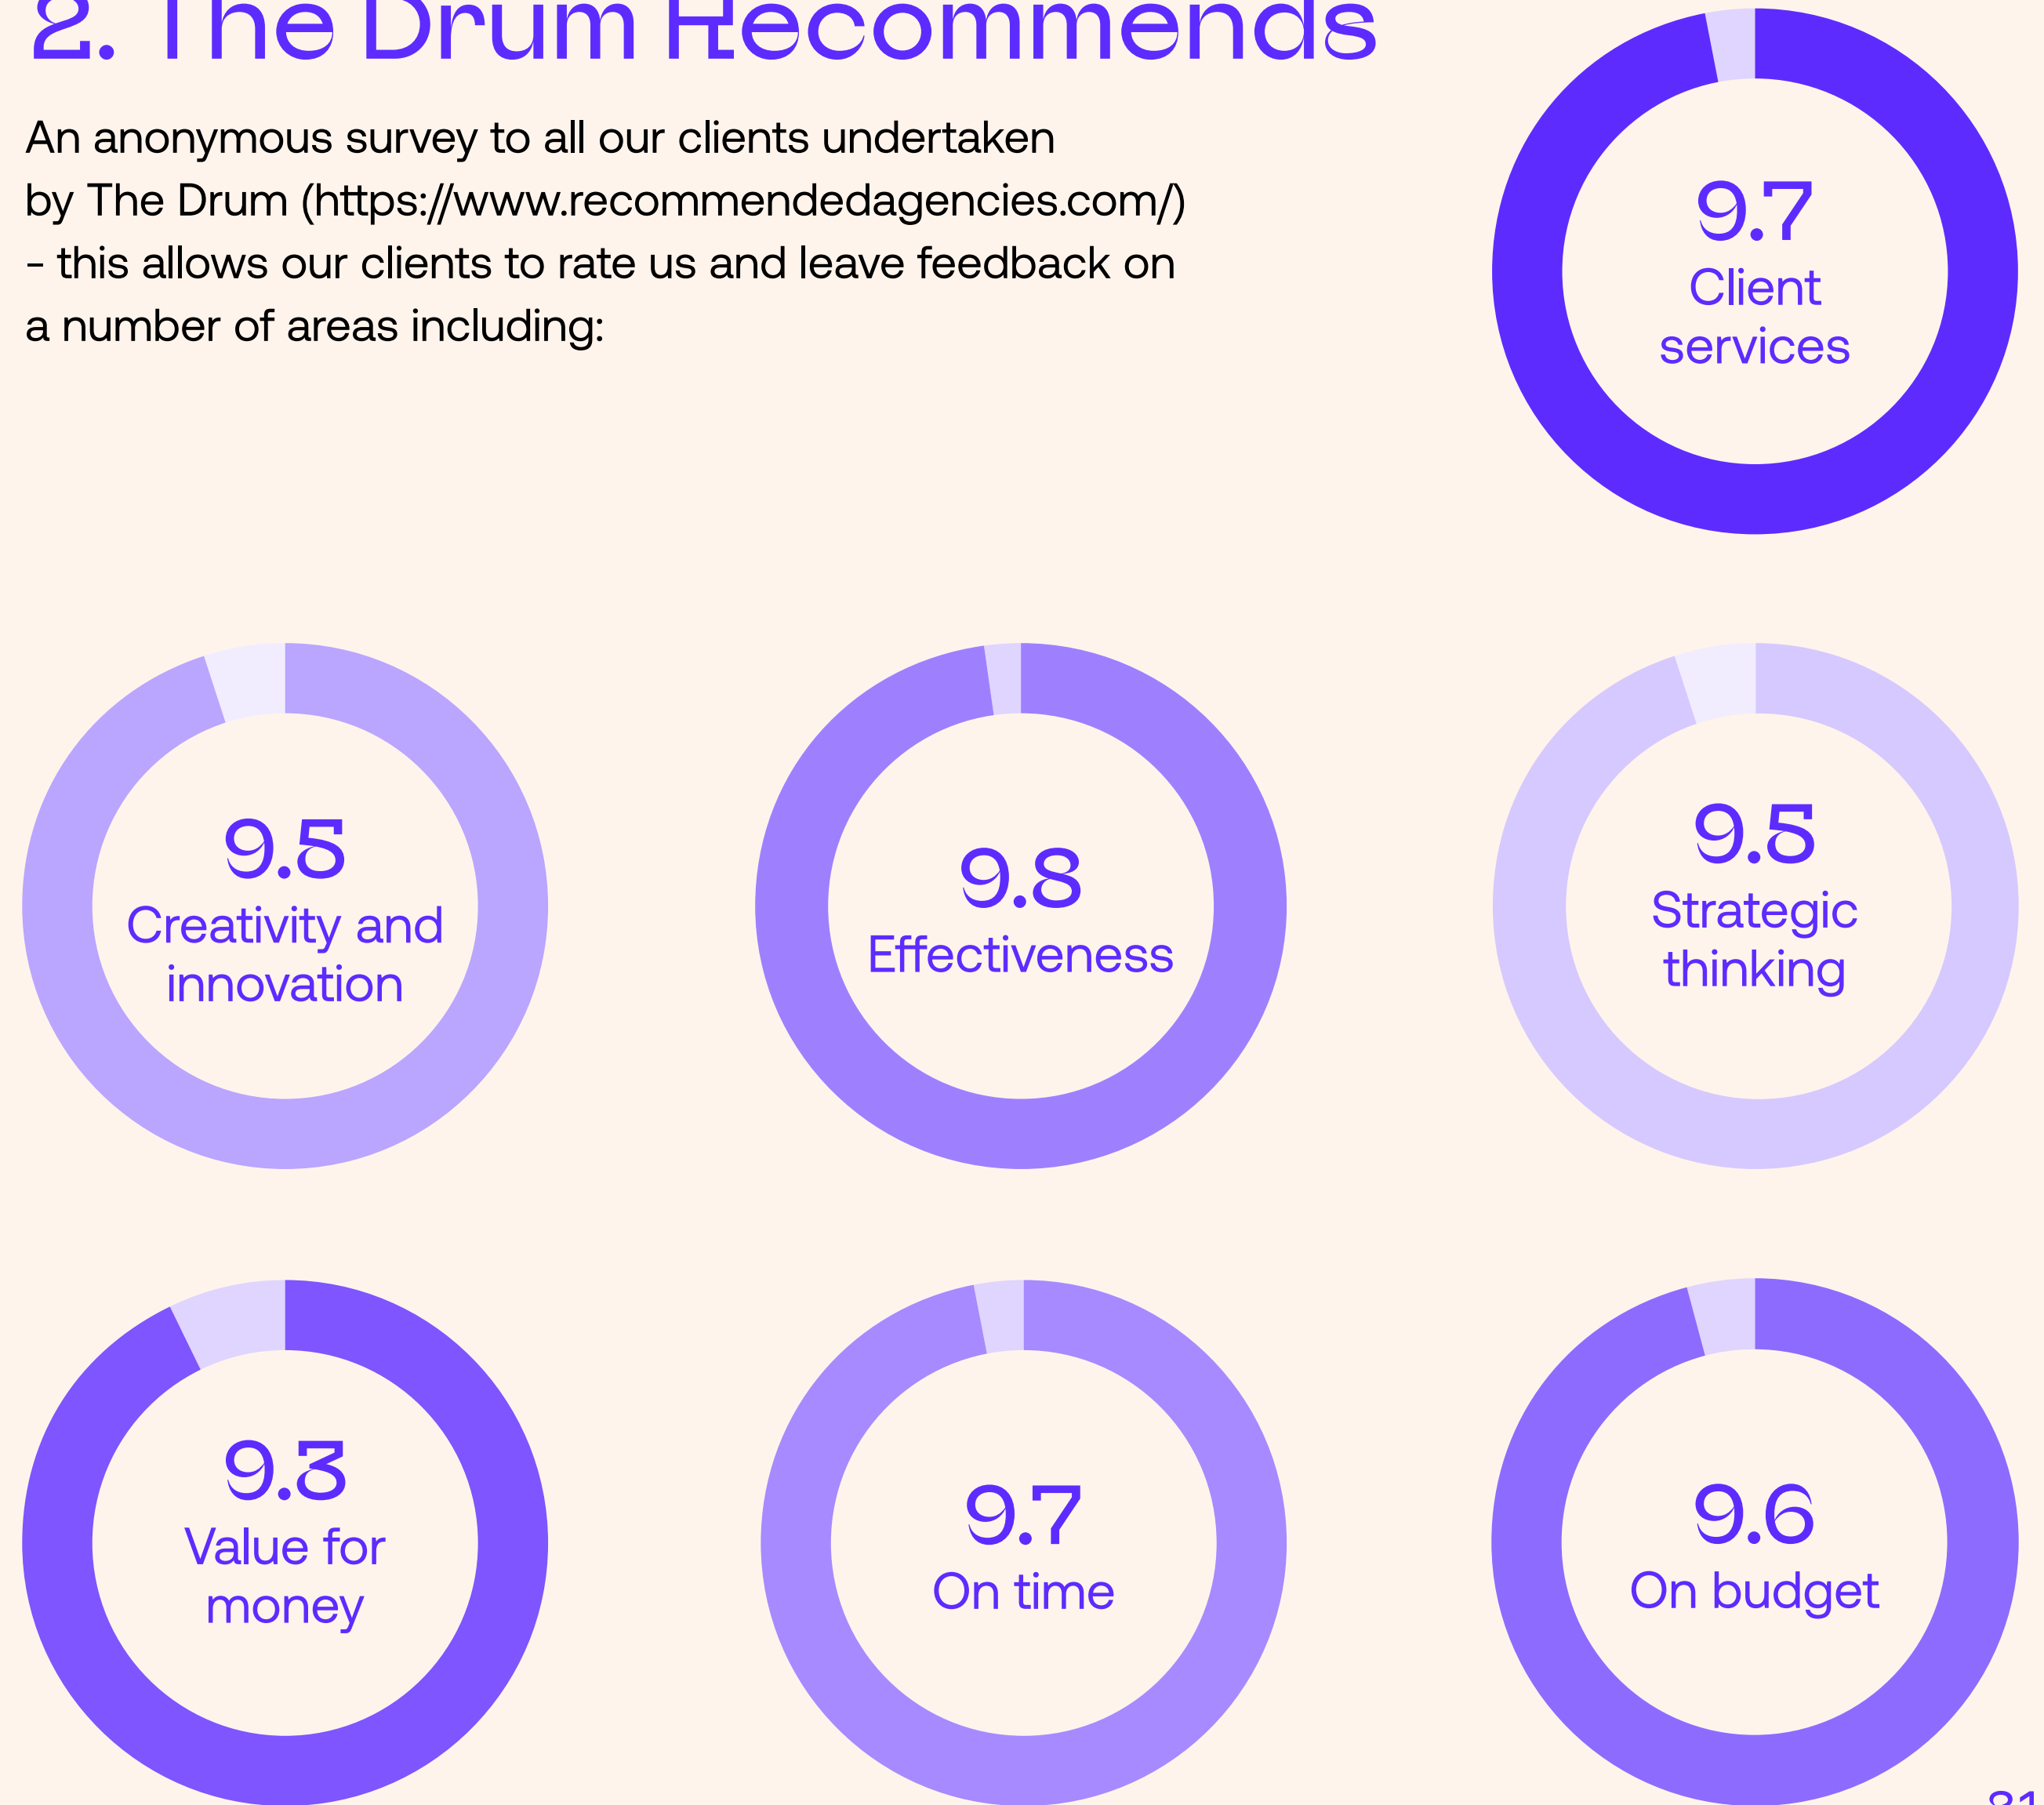 2. The Drum Recommends
An anonymous survey to all our clients undertaken
by The Drum (https://www.recommendedagencies.com/)
- this allows our clients to rate us and leave feedback on
a number of areas including:
9.7
Client
services
9.5
Creativity and
innovation
9.8
Effectiveness
9.5
Strategic
thinking
9.3
Value for
money
9.7
On time
9.6
On budget